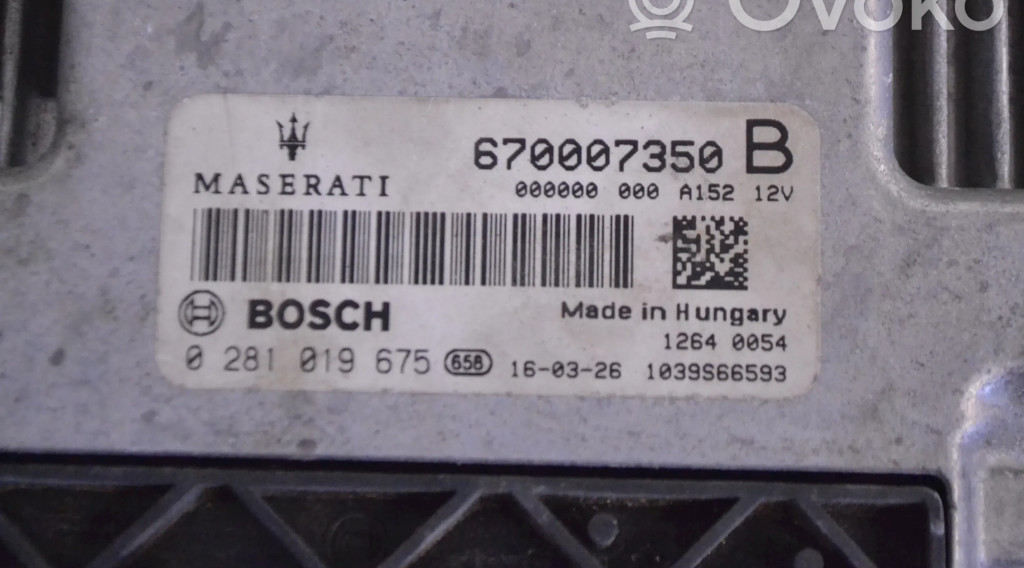 OVOKO
MASERATI
670007350 B
000000 000 A152 12V
BOSCH
Made in Hungary
1264 0054
0 281 019 675 658 16-03-26 1039S66593